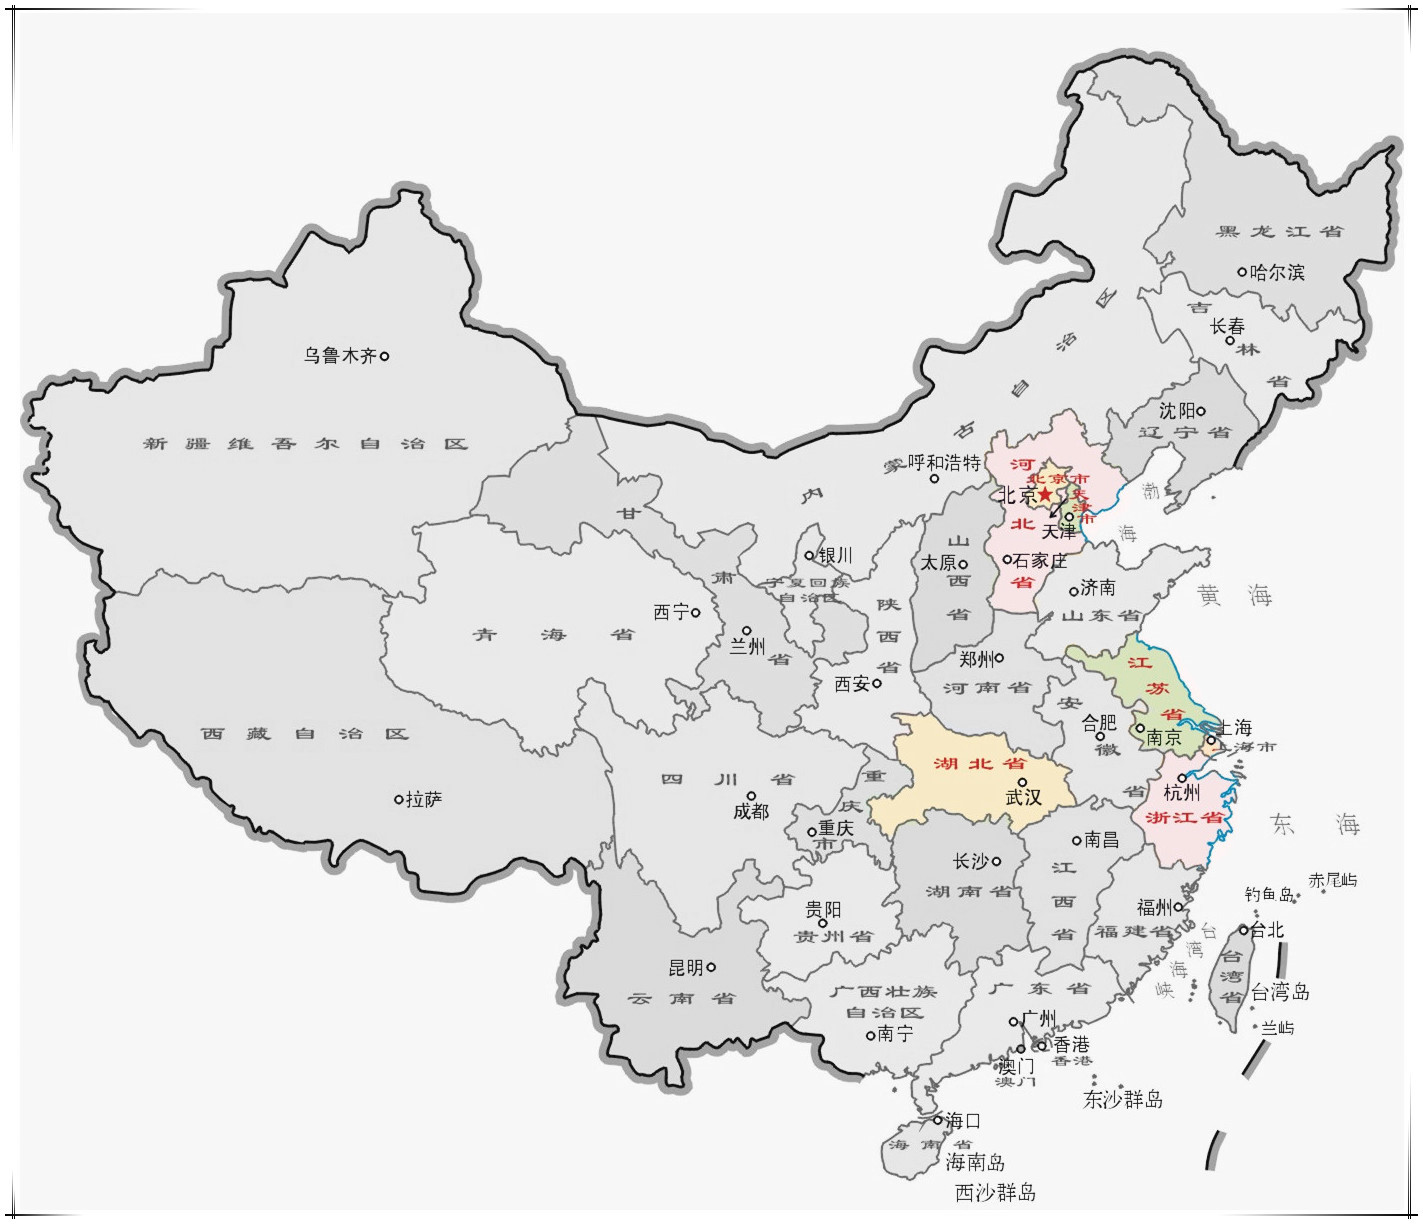 黑龙江省
哈尔滨
吉林省
长春
沈阳
辽宁省
内蒙古自治区
呼和浩特
乌鲁木齐
新疆维吾尔自治区
河北省
北京市
北京
天津市
天津
石家庄
渤海
黄海
甘肃省
兰州
银川
宁夏回族
自治区
山西省
太原
陕西省
西安
济南
山东省
西宁
青海省
郑州
河南省
江苏省
南京
安徽省
合肥
上海
上海市
西藏自治区
拉萨
四川省
成都
重庆市
重庆
湖北省
武汉
杭州
浙江省
东海
南昌
江西省
长沙
湖南省
贵阳
贵州省
福州
福建省
钓鱼岛
赤尾屿
台湾海峡
台北
台湾省
台湾岛
兰屿
昆明
云南省
广西壮族
自治区
南宁
广东省
广州
香港
香港
澳门
澳门
东沙群岛
海口
海南省
海南岛
西沙群岛